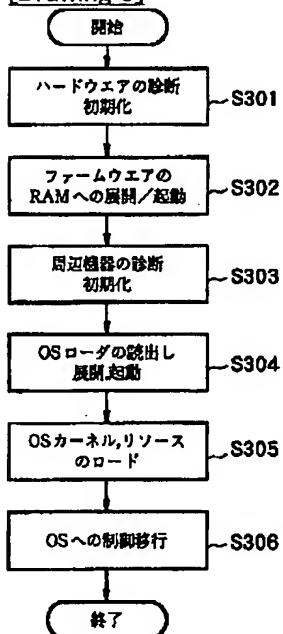 開始
ハードウエアの診断
初期化
S301
ファームウエアの
RAMへの展開/起動
S302
周辺機器の診断
初期化
S303
OSローダの読出し
展開,起動
S304
OSカーネル,リソース
のロード
S305
OSへの制御移行
S306
終了